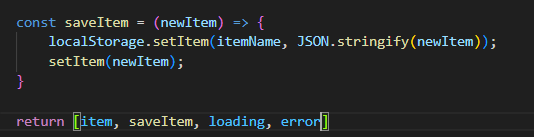 const saveItem = (newItem) => {
    localStorage.setItem(itemName, JSON.stringify(newItem));
    setItem(newItem);
}
return [item, saveItem, loading, error]